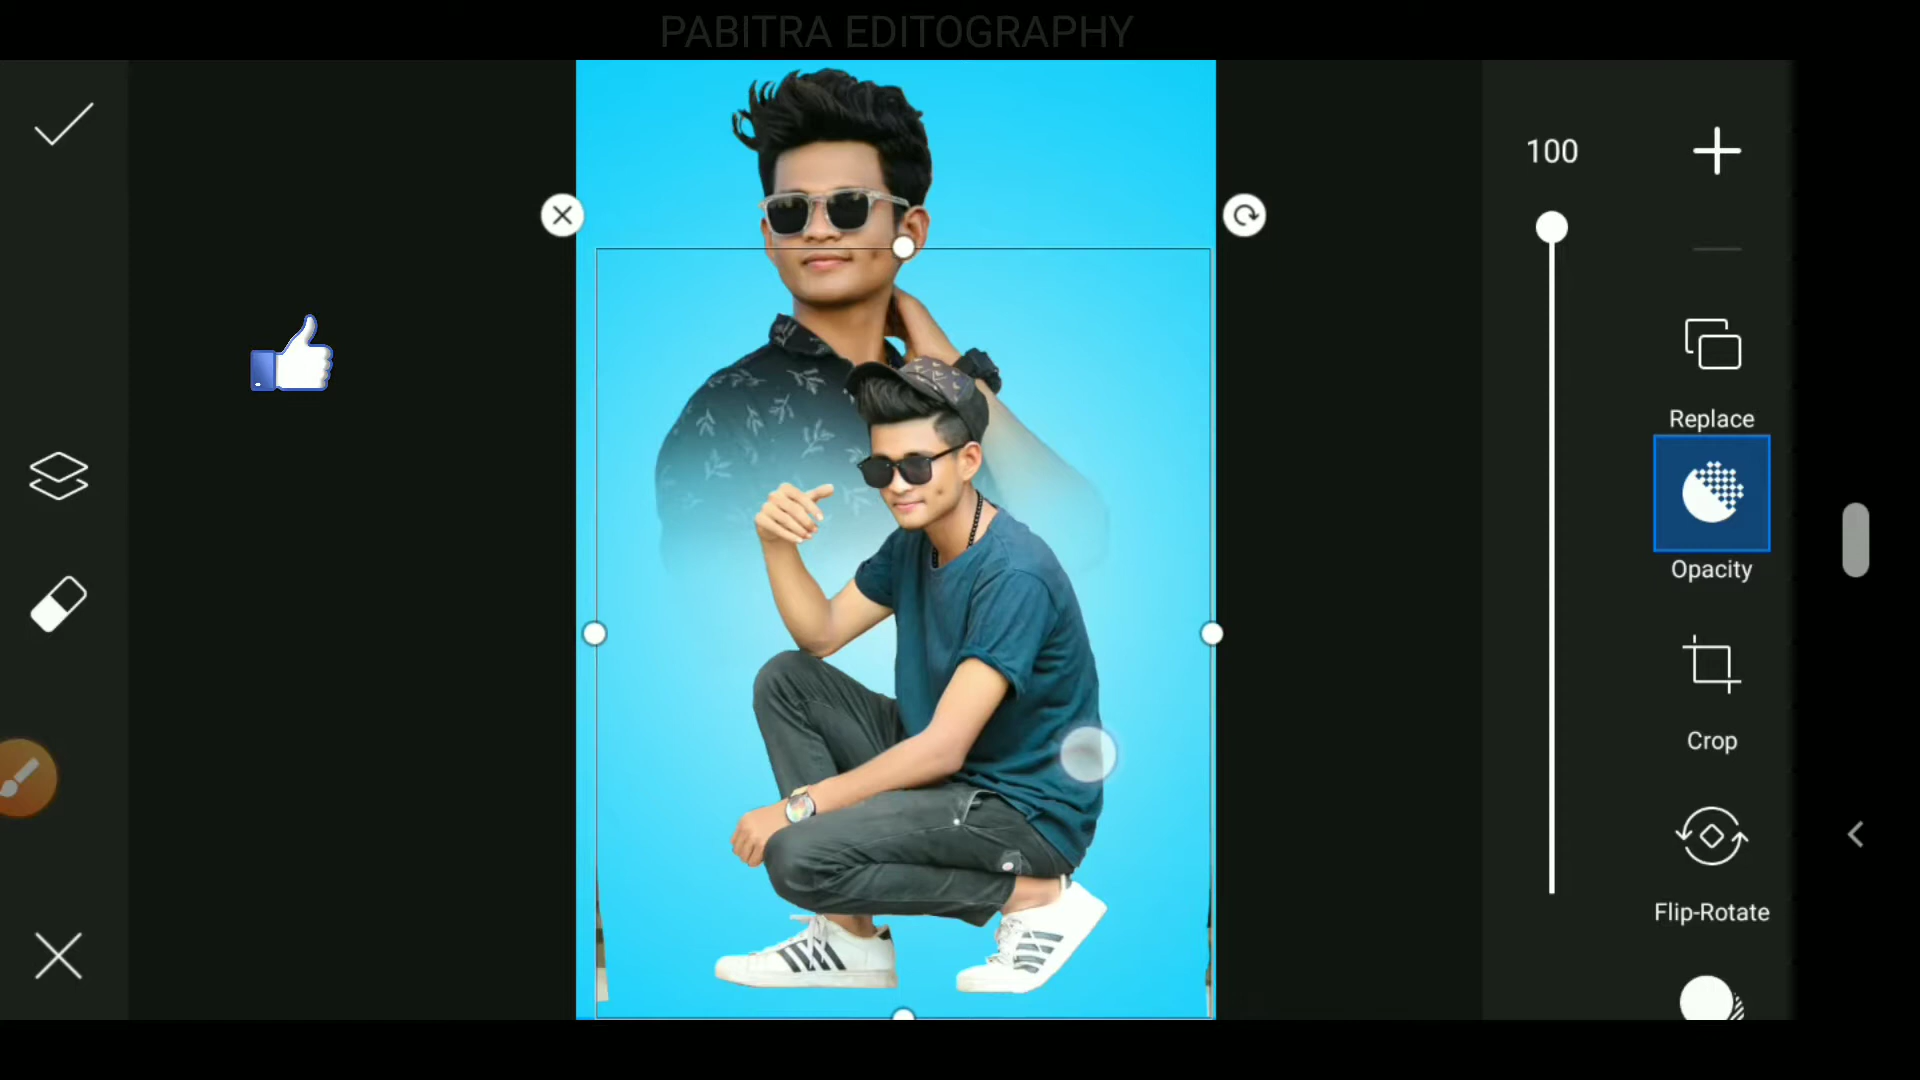 PABITRA EDITOGRAPHY
100
Replace
Opacity
Crop
Flip-Rotate